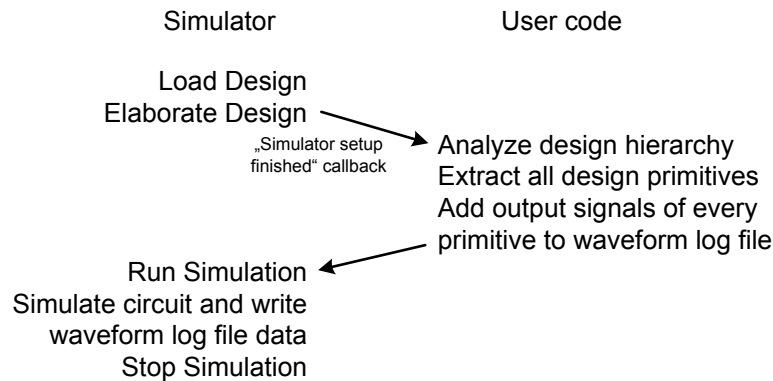 Simulator
User code
Load Design
Elaborate Design
„Simulator setup
finished“ callback
Analyze design hierarchy
Extract all design primitives
Add output signals of every
primitive to waveform log file
Run Simulation
Simulate circuit and write
waveform log file data
Stop Simulation